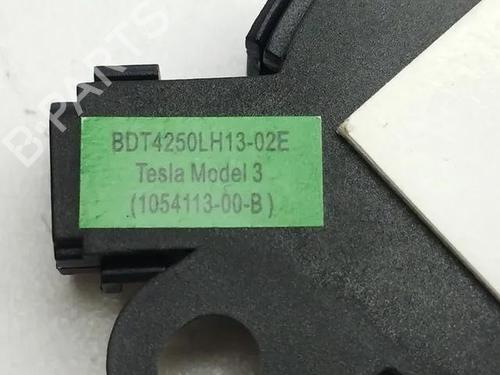 B-PARTS
BDT4250LH13-02E
Tesla Model 3
(1054113-00-B)